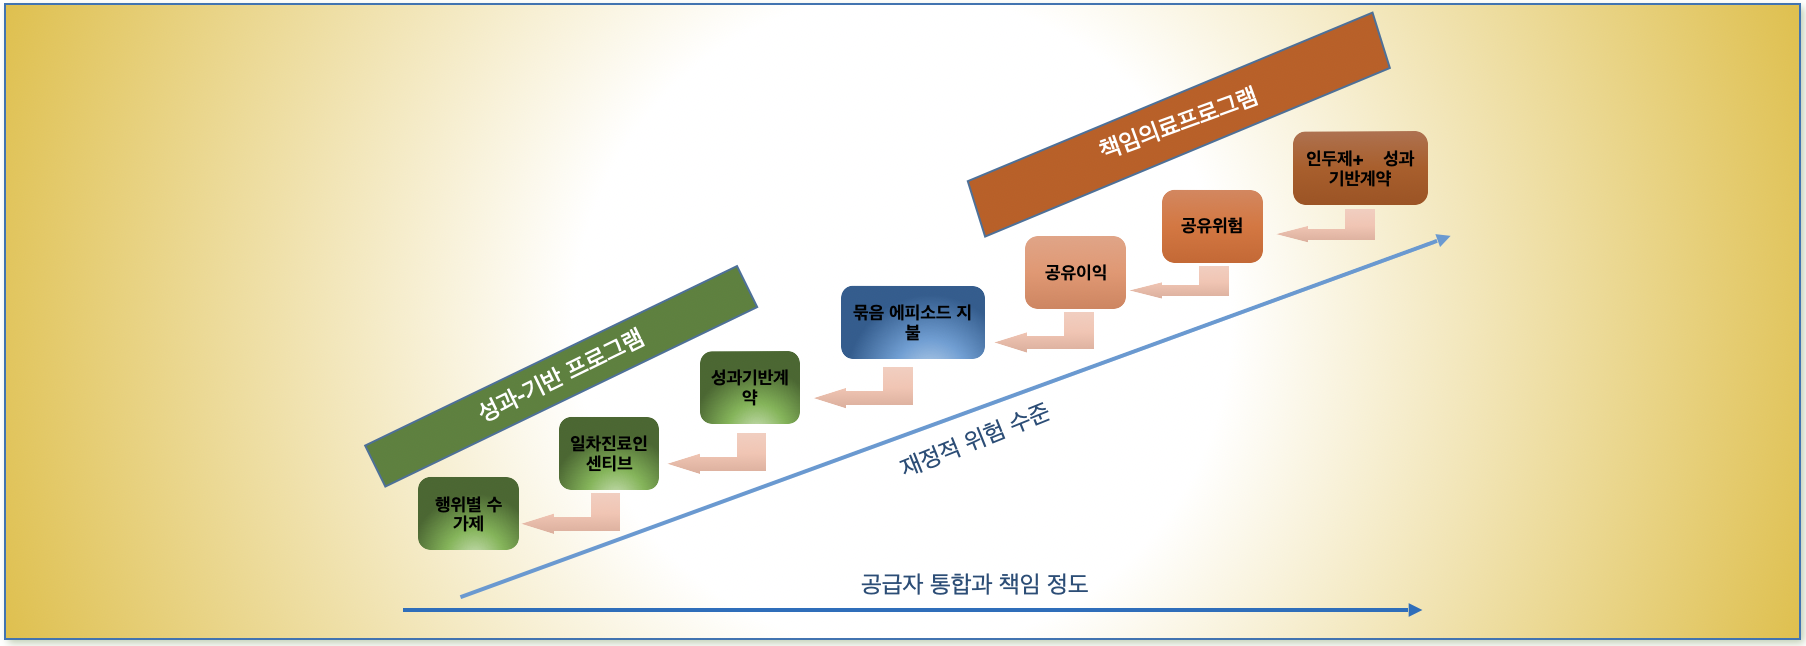 책임의료프로그램
인두제+ 성과
기반계약
공유위험
공유이익
묶음 에피소드 지
불
성과-기반 프로그램
성과기반계
약
일차진료인
센티브
행위별 수
가제
재정적 위험 수준
공급자 통합과 책임 정도